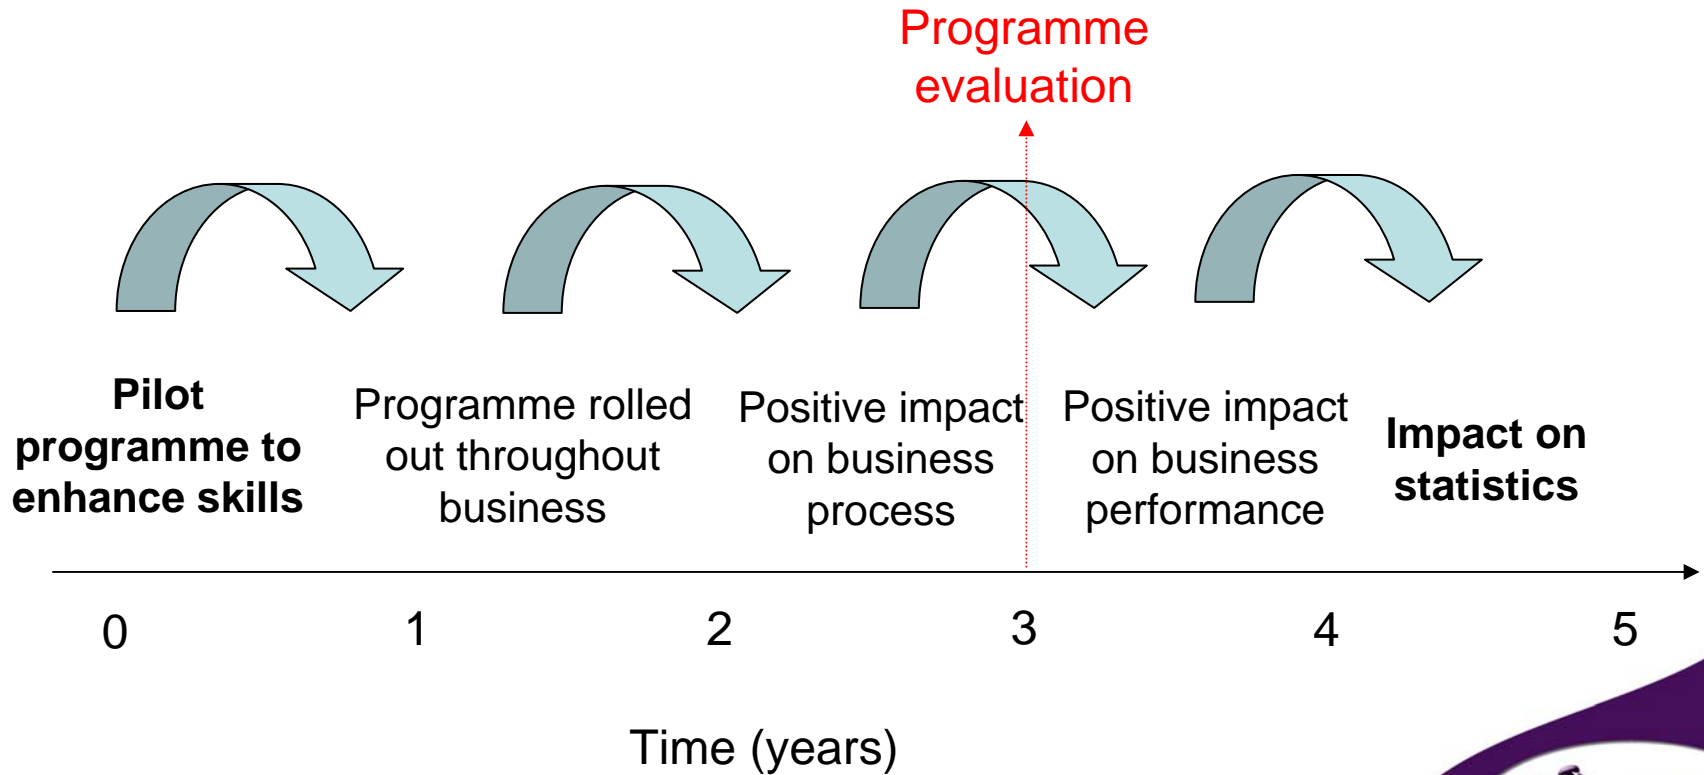 Programme
evaluation
Pilot
programme to
enhance skills
Programme rolled
out throughout
business
Positive impact
on business
process
Positive impact
on business
performance
Impact on
statistics
0 1 2 3 4 5
Time (years)